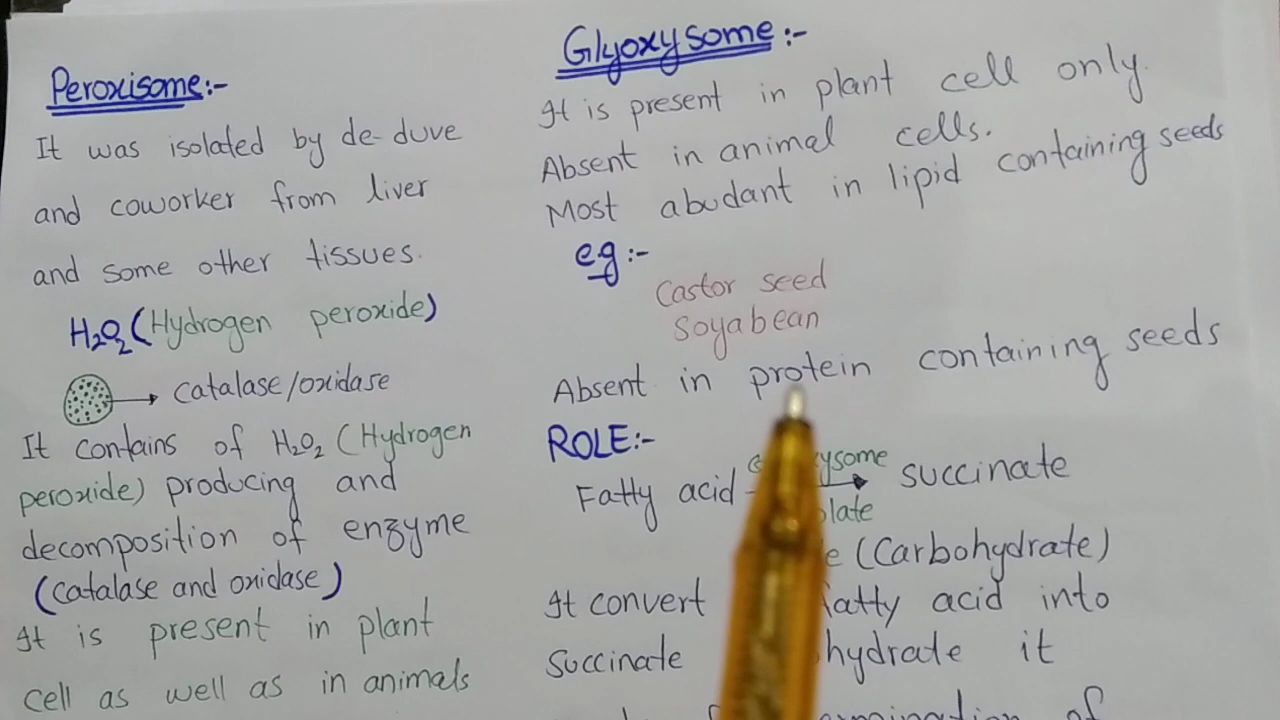 Peroxisome:-
It was isolated by de-duve
and coworker from liver
and some other tissues.
H₂O₂ (Hydrogen peroxide)
catalase/oxidase
It contains of H₂O₂ (Hydrogen
peroxide) producing and
decomposition of enzyme
(catalase and oxidase)
It is present in plant
cell as well as in animals
Glyoxysome:-
It is present in plant cell only.
Absent in animal cells.
Most abudant in lipid containing seeds
eg:-
Castor seed
Soyabean
Absent in protein containing seeds
ROLE:-
Fatty acid succinate
(Carbohydrate)
It convert fatty acid into
succinate it
of